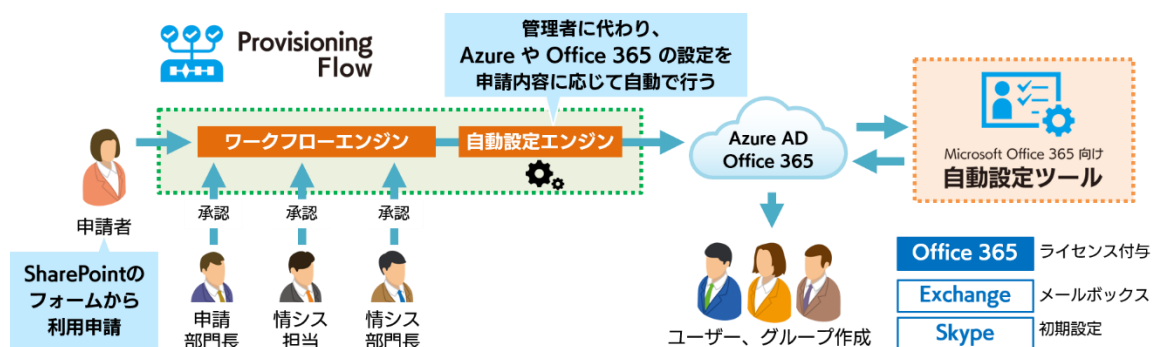 Provisioning
Flow
管理者に代わり、
Azure や Office 365 の設定を
申請内容に応じて自動で行う
ワークフローエンジン
自動設定エンジン
Azure AD
Office 365
Microsoft Office 365 向け
自動設定ツール
申請者
承認
承認
承認
SharePointの
フォームから
利用申請
申請
部門長
情シス
担当
情シス
部門長
ユーザー、グループ作成
Office 365
ライセンス付与
Exchange
メールボックス
Skype
初期設定